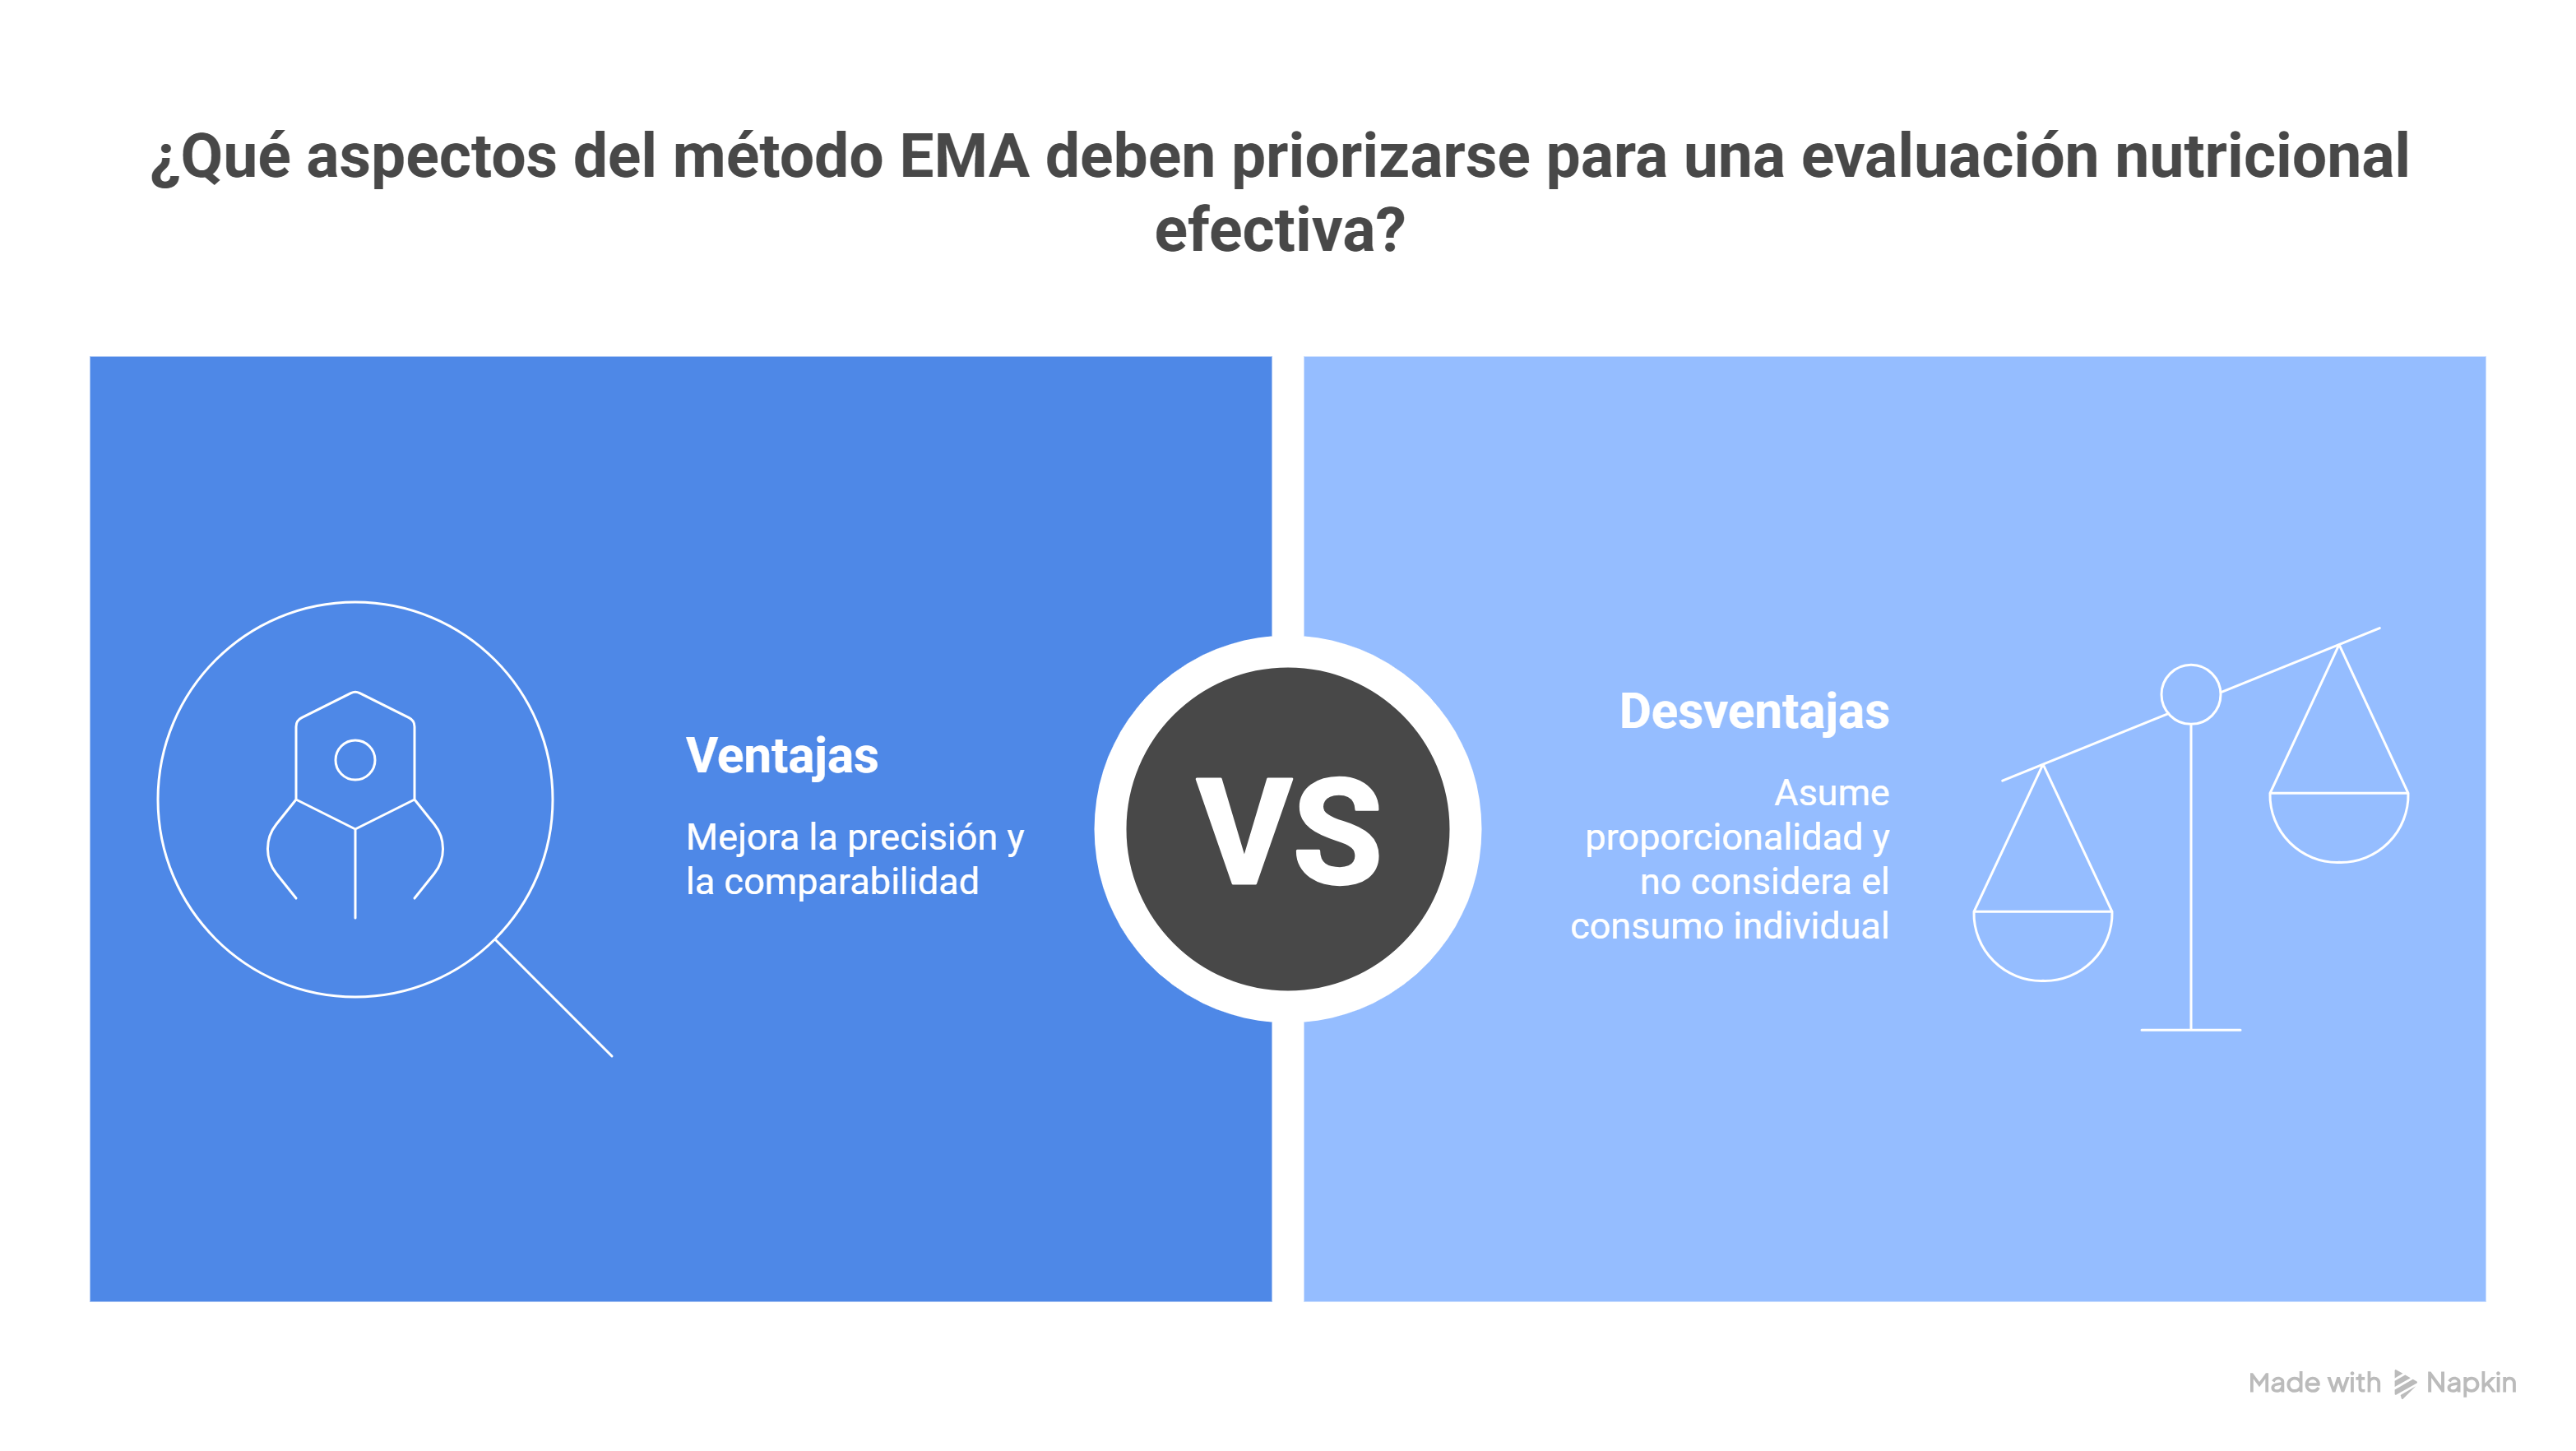 ¿Qué aspectos del método EMA deben priorizarse para una evaluación nutricional
efectiva?
Ventajas
Mejora la precisión y
la comparabilidad
VS
Desventajas
Asume
proporcionalidad y
no considera el
consumo individual
Made with Napkin